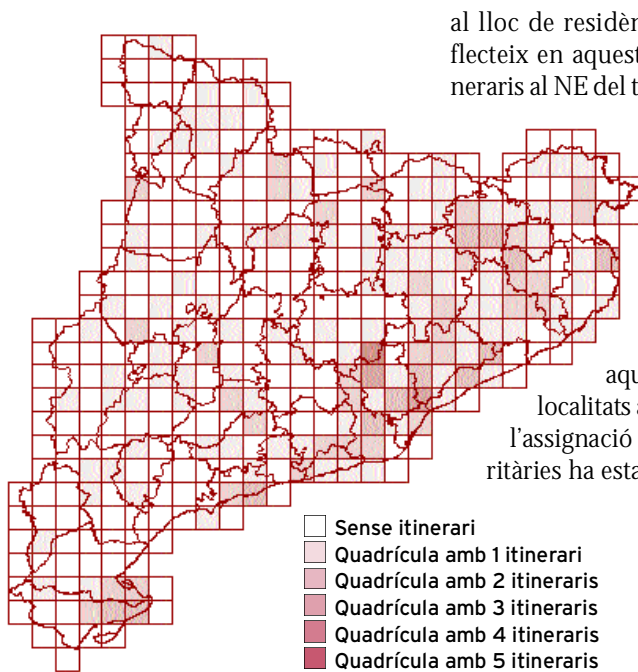 al lloc de residèn
flecteix en aquest
neraris al NE del t
aqu
localitats a
l'assignació
ritàries ha esta
Sense itinerari
Quadrícula amb 1 itinerari
Quadrícula amb 2 itineraris
Quadrícula amb 3 itineraris
Quadrícula amb 4 itineraris
Quadrícula amb 5 itineraris